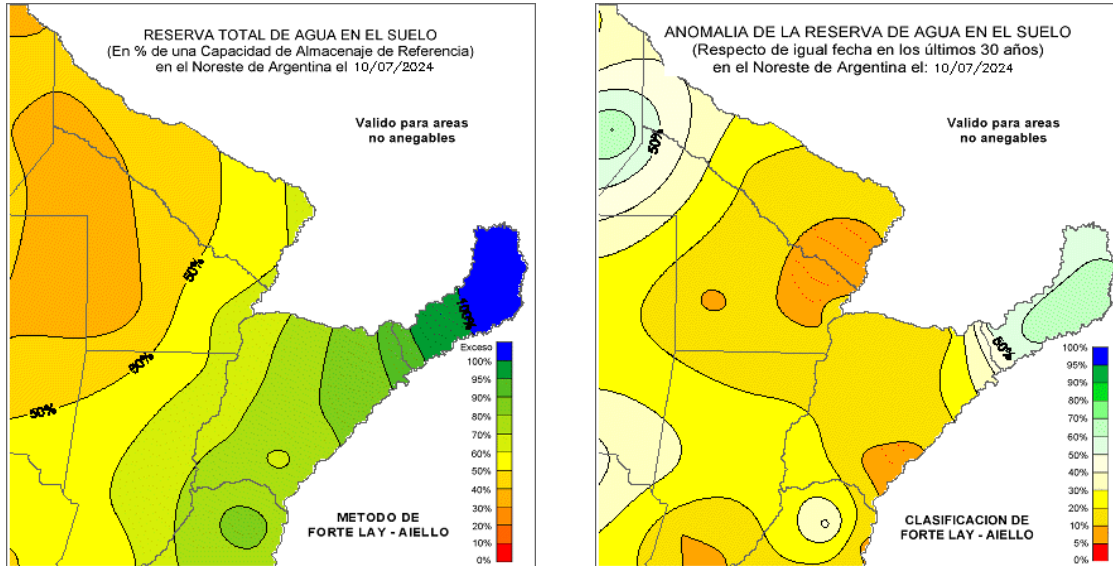 RESERVA TOTAL DE AGUA EN EL SUELO
(En % de una Capacidad de Almacenaje de Referencia)
en el Noreste de Argentina el 10/07/2024
Valido para areas
no anegables
50%
50%
50%
100%
Exceso
100%
95%
90%
80%
70%
60%
50%
40%
30%
20%
10%
0%
METODO DE
FORTE LAY - AIELLO
ANOMALIA DE LA RESERVA DE AGUA EN EL SUELO
(Respecto de igual fecha en los últimos 30 años)
en el Noreste de Argentina el: 10/07/2024
Valido para areas
no anegables
50%
50%
100%
95%
90%
80%
70%
60%
50%
40%
30%
20%
10%
5%
0%
CLASIFICACION DE
FORTE LAY - AIELLO